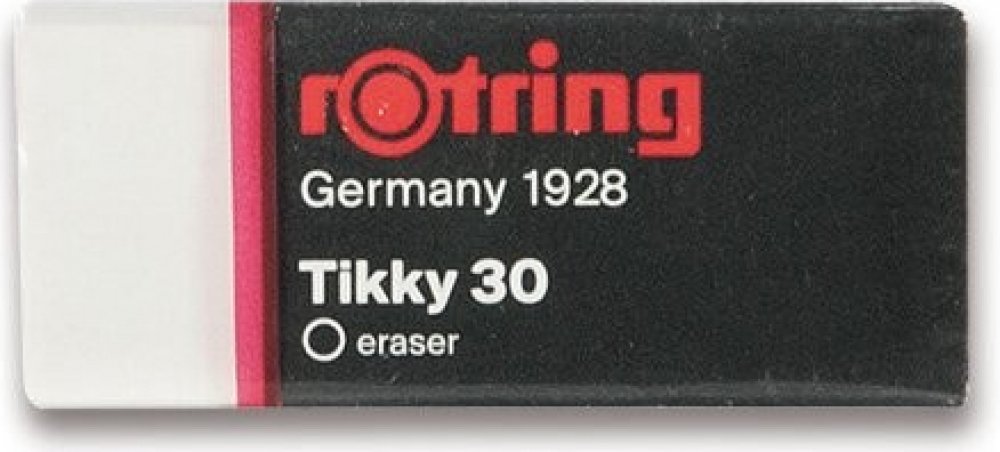 rotring
Germany 1928
Tikky 30
eraser